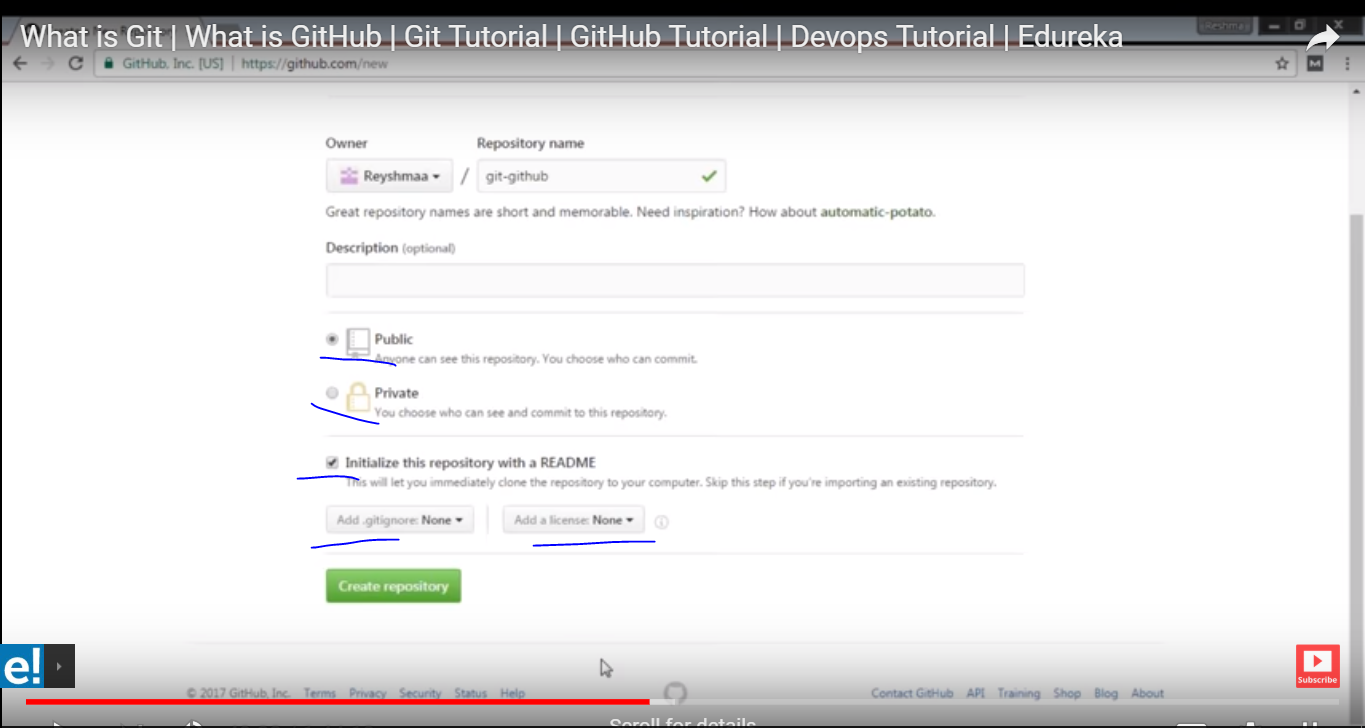 What is Git | What is GitHub | Git Tutorial | GitHub Tutorial | Devops Tutorial | Edureka
GitHub, Inc. [US] | https://github.com/new
Owner Repository name
Reyshmaa / git-github
Great repository names are short and memorable. Need inspiration? How about automatic-potato.
Description (optional)
Public
Anyone can see this repository. You choose who can commit.
Private
You choose who can see and commit to this repository.
Initialize this repository with a README
This will let you immediately clone the repository to your computer. Skip this step if you're importing an existing repository.
Add .gitignore: None Add a license: None
Create repository
e!
Subscribe
© 2017 GitHub, Inc. Terms Privacy Security Status Help Contact GitHub API Training Shop Blog About
Scroll for details